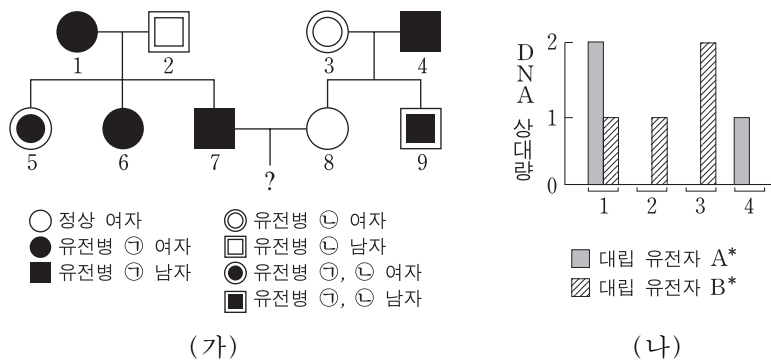 1 2 3 4
5 6 7 8 9
?
정상 여자
유전병 ㉠ 여자
유전병 ㉠ 남자
유전병 ㉡ 여자
유전병 ㉡ 남자
유전병 ㉠, ㉡ 여자
유전병 ㉠, ㉡ 남자
(가)
DNA 상대량
2
1
0
1 2 3 4
대립 유전자 A*
대립 유전자 B*
(나)